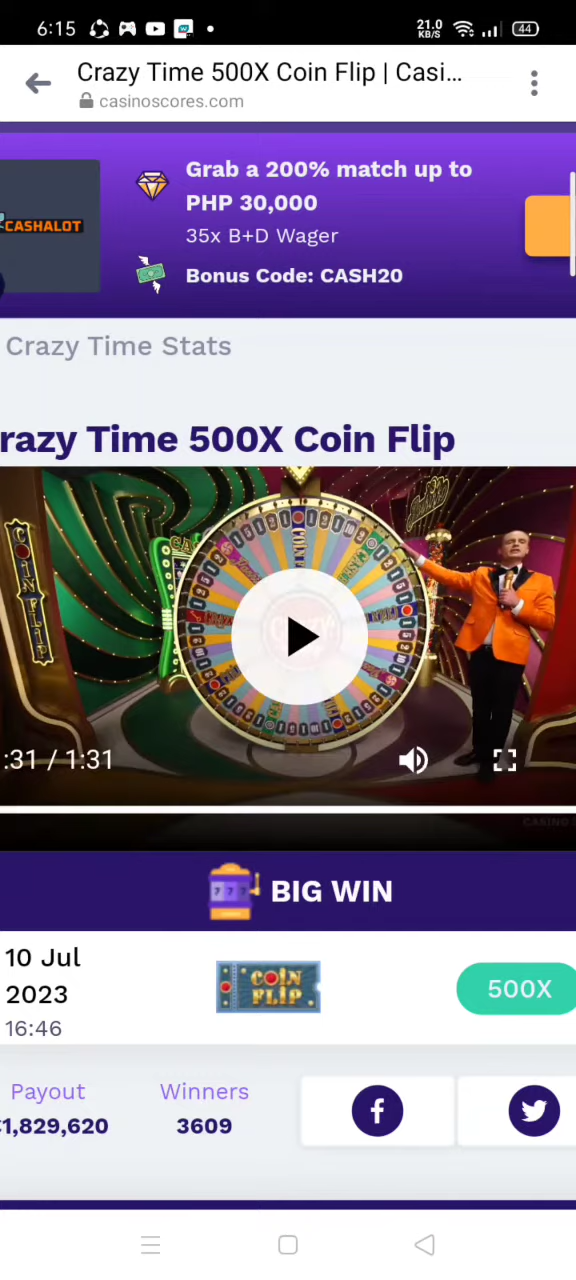 6:15
21.0
KB/S
44
Crazy Time 500X Coin Flip | Casi...
casinoscores.com
Grab a 200% match up to
PHP 30,000
CASHALOT
35x B+D Wager
Bonus Code: CASH20
Crazy Time Stats
razy Time 500X Coin Flip
COIN FLIP
:31 / 1:31
CASINO
777
BIG WIN
10 Jul
2023
16:46
COIN
FLIP
500X
Payout
Winners
1,829,620
3609